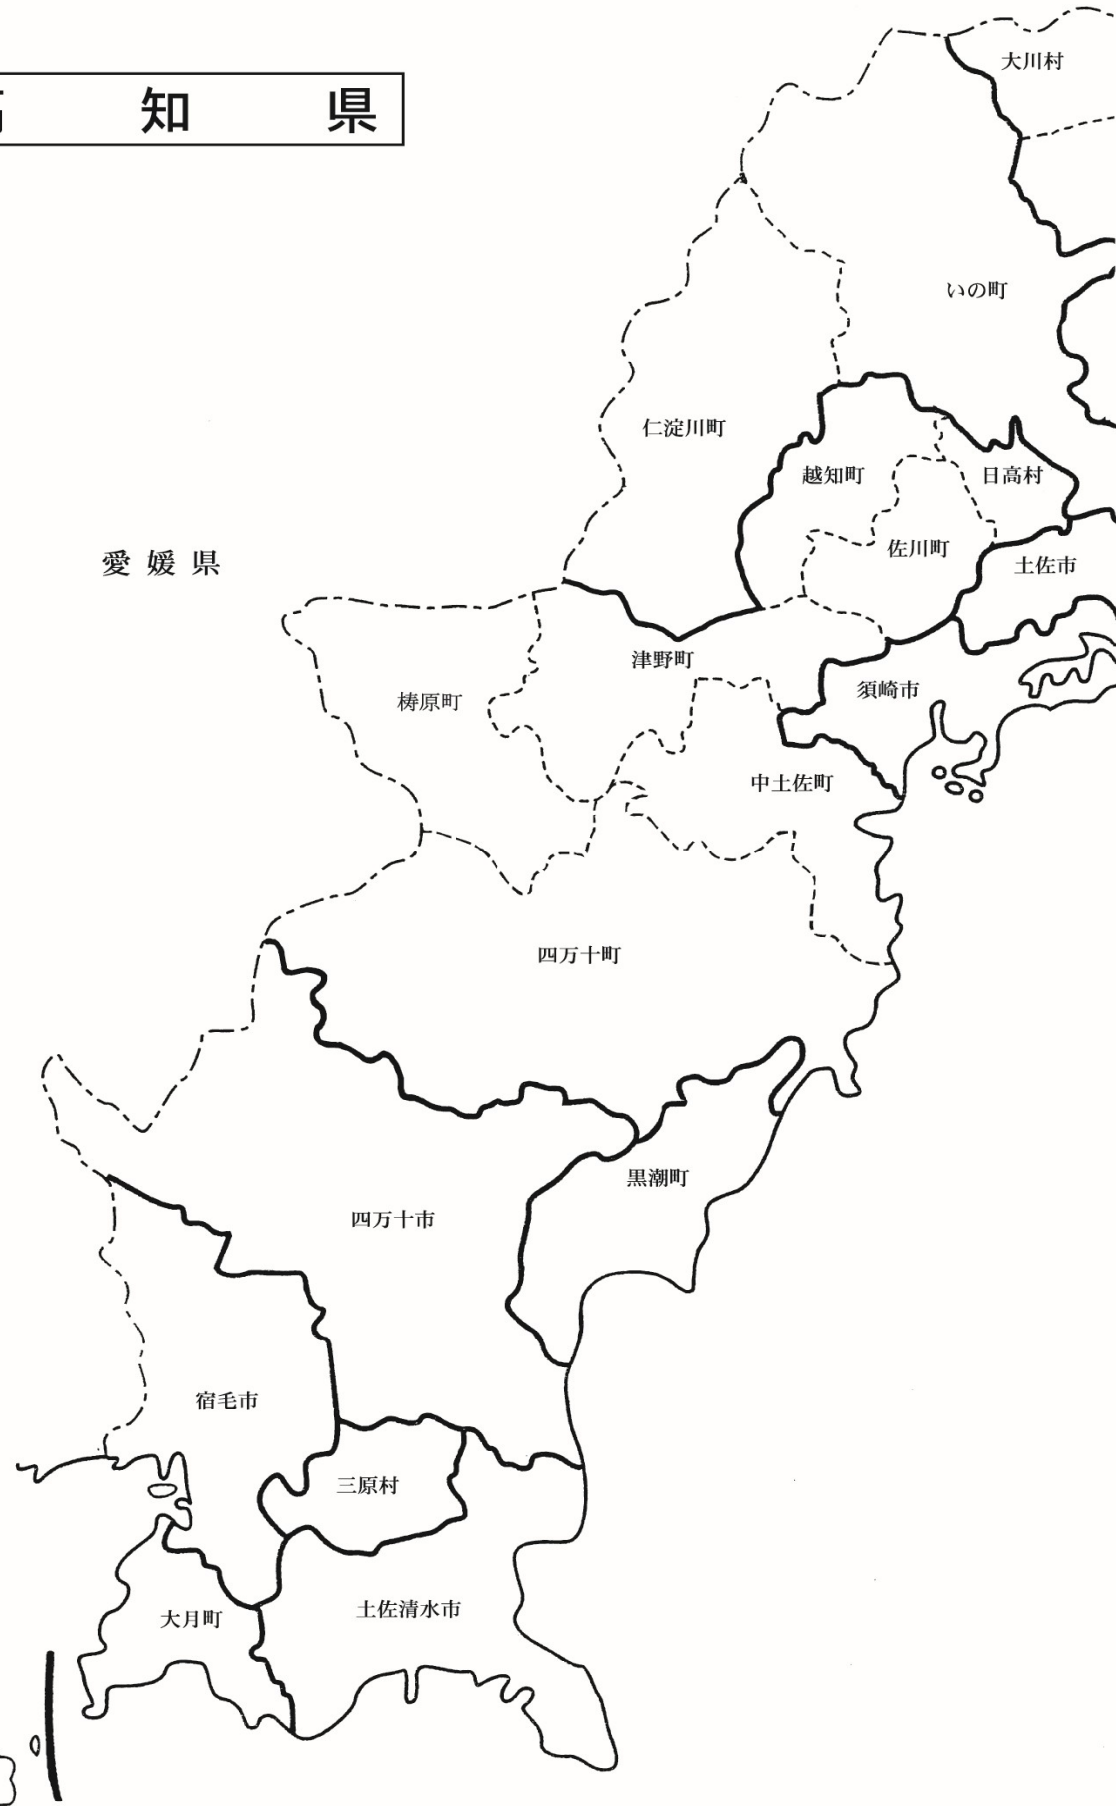 知 県
大川村
いの町
仁淀川町
越知町
日高村
佐川町
土佐市
愛媛県
津野町
梼原町
須崎市
中土佐町
四万十町
黒潮町
四万十市
宿毛市
三原村
土佐清水市
大月町